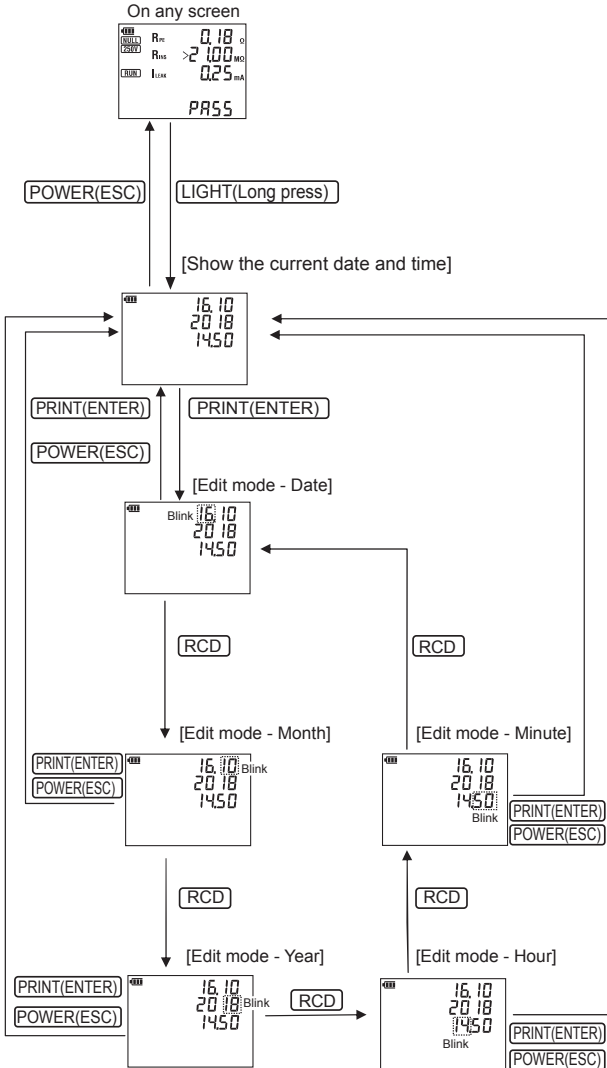 On any screen
NULL R PE 0.18 Ω
250V R INS >21.00 MΩ
RUN I LEAK 0.25 mA
PASS
POWER(ESC) LIGHT(Long press)
[Show the current date and time]
16.10
2018
14.50
PRINT(ENTER) PRINT(ENTER)
POWER(ESC)
[Edit mode - Date]
Blink 16.10
2018
14.50
RCD
RCD
[Edit mode - Month]
PRINT(ENTER)
POWER(ESC)
16.10 Blink
2018
14.50
[Edit mode - Minute]
16.10
2018
14.50
Blink
PRINT(ENTER)
POWER(ESC)
RCD
RCD
[Edit mode - Year]
PRINT(ENTER)
POWER(ESC)
16.10
2018 Blink
14.50
RCD
[Edit mode - Hour]
16.10
2018
14.50
Blink
PRINT(ENTER)
POWER(ESC)